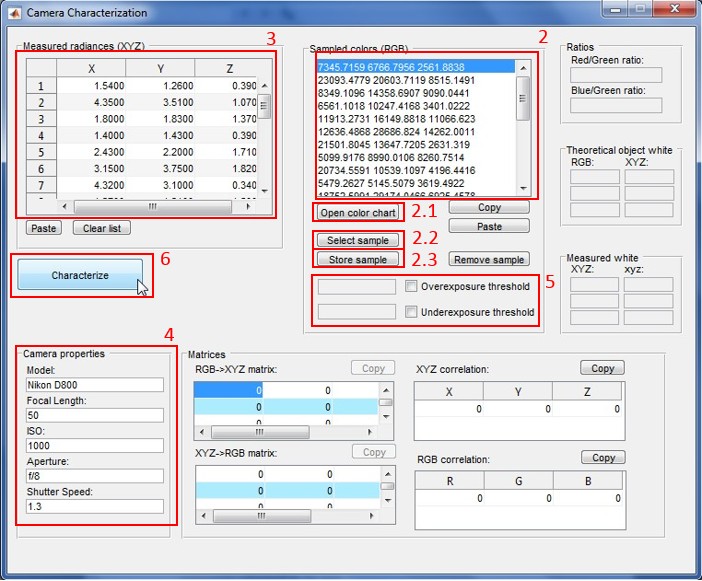 Camera Characterization
Measured radiances (XYZ)
3
X Y Z
1 1.5400 1.2600 0.390
2 4.3500 3.5100 1.070
3 1.8000 1.8300 1.370
4 1.4000 1.4300 0.390
5 2.4300 2.2000 1.710
6 3.1500 3.7500 1.820
7 4.3200 3.1000 0.340
Paste Clear list
Sampled colors (RGB)
2
7345.7159 6766.7956 2561.8838
23093.4779 20603.7119 8515.1491
8349.1096 14358.6907 9090.0441
6561.1018 10247.4168 3401.0222
11913.2731 16149.8818 11066.623
12636.4868 28686.824 14262.0011
21501.8045 13647.7205 2631.319
5099.9176 8990.0106 8260.7514
20734.5591 10539.1097 4196.4416
5479.2627 5145.5079 3619.4922
Open color chart 2.1 Copy
Paste
Select sample 2.2
Store sample 2.3 Remove sample
5
Overexposure threshold
Underexposure threshold
Ratios
Red/Green ratio:
Blue/Green ratio:
Theoretical object white
RGB: XYZ:
Measured white
XYZ: xyz:
6
Characterize
4
Camera properties
Model:
Nikon D800
Focal Length:
50
ISO:
1000
Aperture:
f/8
Shutter Speed:
1.3
Matrices
RGB->XYZ matrix: Copy
0 0
0 0
XYZ->RGB matrix: Copy
0 0
0 0
XYZ correlation: Copy
X Y Z
0 0 0
RGB correlation: Copy
R G B
0 0 0